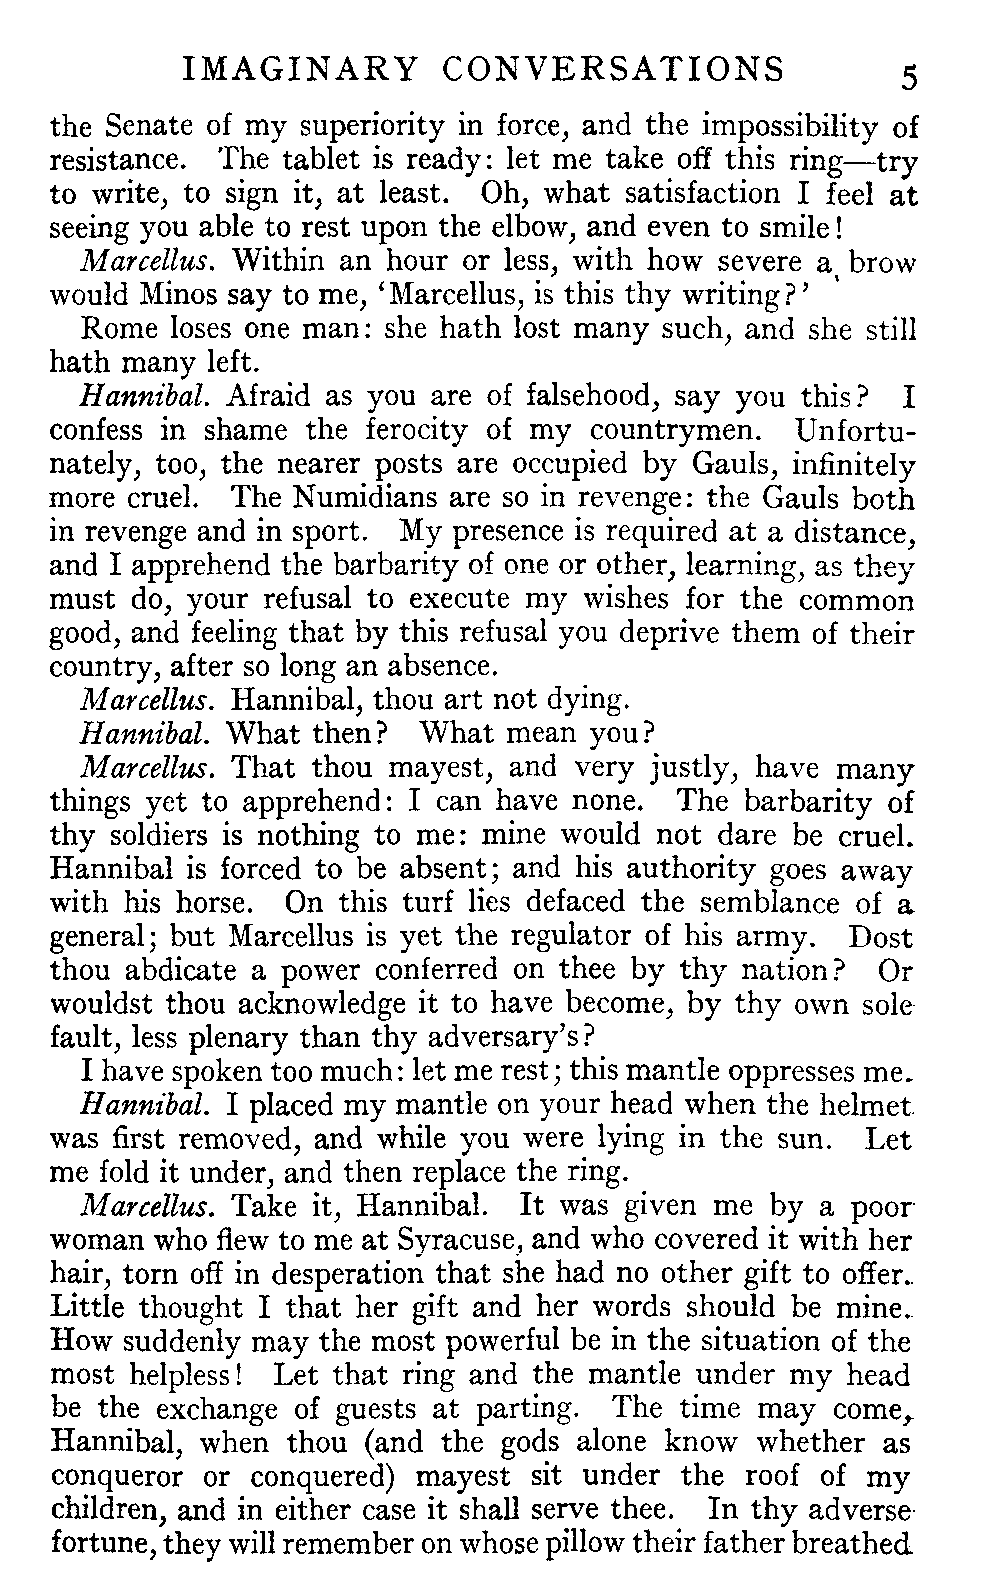 IMAGINARY CONVERSATIONS 5
the Senate of my superiority in force, and the impossibility of
resistance. The tablet is ready: let me take off this ring—try
to write, to sign it, at least. Oh, what satisfaction I feel at
seeing you able to rest upon the elbow, and even to smile!
Marcellus. Within an hour or less, with how severe a brow
would Minos say to me, ‘Marcellus, is this thy writing?’
Rome loses one man: she hath lost many such, and she still
hath many left.
Hannibal. Afraid as you are of falsehood, say you this? I
confess in shame the ferocity of my countrymen. Unfortu-
nately, too, the nearer posts are occupied by Gauls, infinitely
more cruel. The Numidians are so in revenge: the Gauls both
in revenge and in sport. My presence is required at a distance,
and I apprehend the barbarity of one or other, learning, as they
must do, your refusal to execute my wishes for the common
good, and feeling that by this refusal you deprive them of their
country, after so long an absence.
Marcellus. Hannibal, thou art not dying.
Hannibal. What then? What mean you?
Marcellus. That thou mayest, and very justly, have many
things yet to apprehend: I can have none. The barbarity of
thy soldiers is nothing to me: mine would not dare be cruel.
Hannibal is forced to be absent; and his authority goes away
with his horse. On this turf lies defaced the semblance of a
general; but Marcellus is yet the regulator of his army. Dost
thou abdicate a power conferred on thee by thy nation? Or
wouldst thou acknowledge it to have become, by thy own sole
fault, less plenary than thy adversary's?
I have spoken too much: let me rest; this mantle oppresses me.
Hannibal. I placed my mantle on your head when the helmet
was first removed, and while you were lying in the sun. Let
me fold it under, and then replace the ring.
Marcellus. Take it, Hannibal. It was given me by a poor
woman who flew to me at Syracuse, and who covered it with her
hair, torn off in desperation that she had no other gift to offer.
Little thought I that her gift and her words should be mine.
How suddenly may the most powerful be in the situation of the
most helpless! Let that ring and the mantle under my head
be the exchange of guests at parting. The time may come,
Hannibal, when thou (and the gods alone know whether as
conqueror or conquered) mayest sit under the roof of my
children, and in either case it shall serve thee. In thy adverse
fortune, they will remember on whose pillow their father breathed